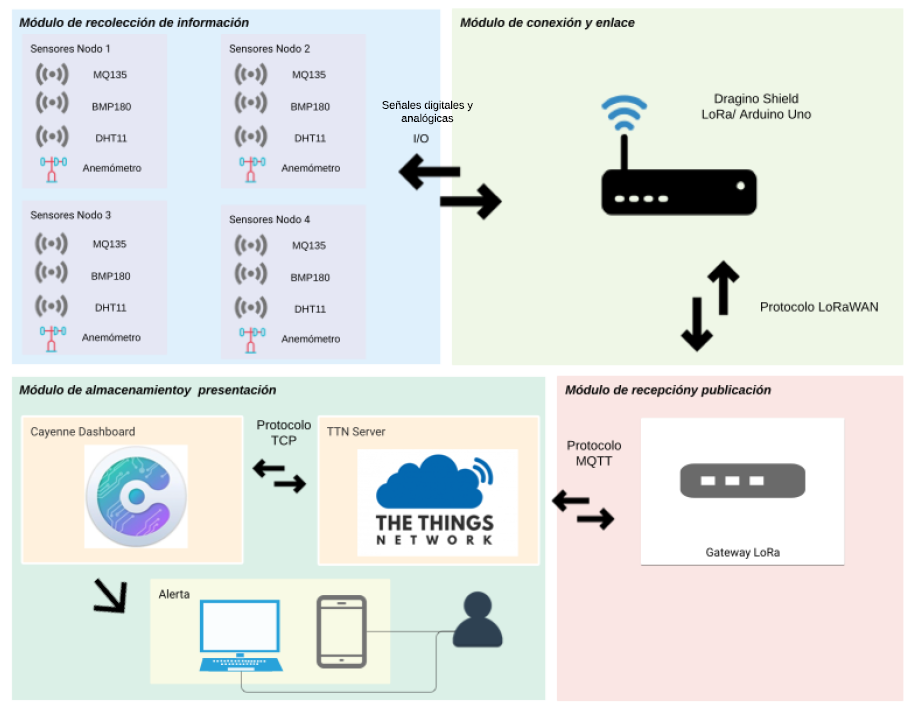 Módulo de recolección de información
Sensores Nodo 1
MQ135
BMP180
DHT11
Anemómetro
Sensores Nodo 2
MQ135
BMP180
DHT11
Anemómetro
Sensores Nodo 3
MQ135
BMP180
DHT11
Anemómetro
Sensores Nodo 4
MQ135
BMP180
DHT11
Anemómetro
Señales digitales y
analógicas
I/O
Módulo de conexión y enlace
Dragino Shield
LoRa/ Arduino Uno
Protocolo LoRaWAN
Módulo de almacenamientoy presentación
Cayenne Dashboard
Protocolo
TCP
TTN Server
THE THINGS
NETWORK
Alerta
Módulo de recepcióny publicación
Protocolo
MQTT
Gateway LoRa